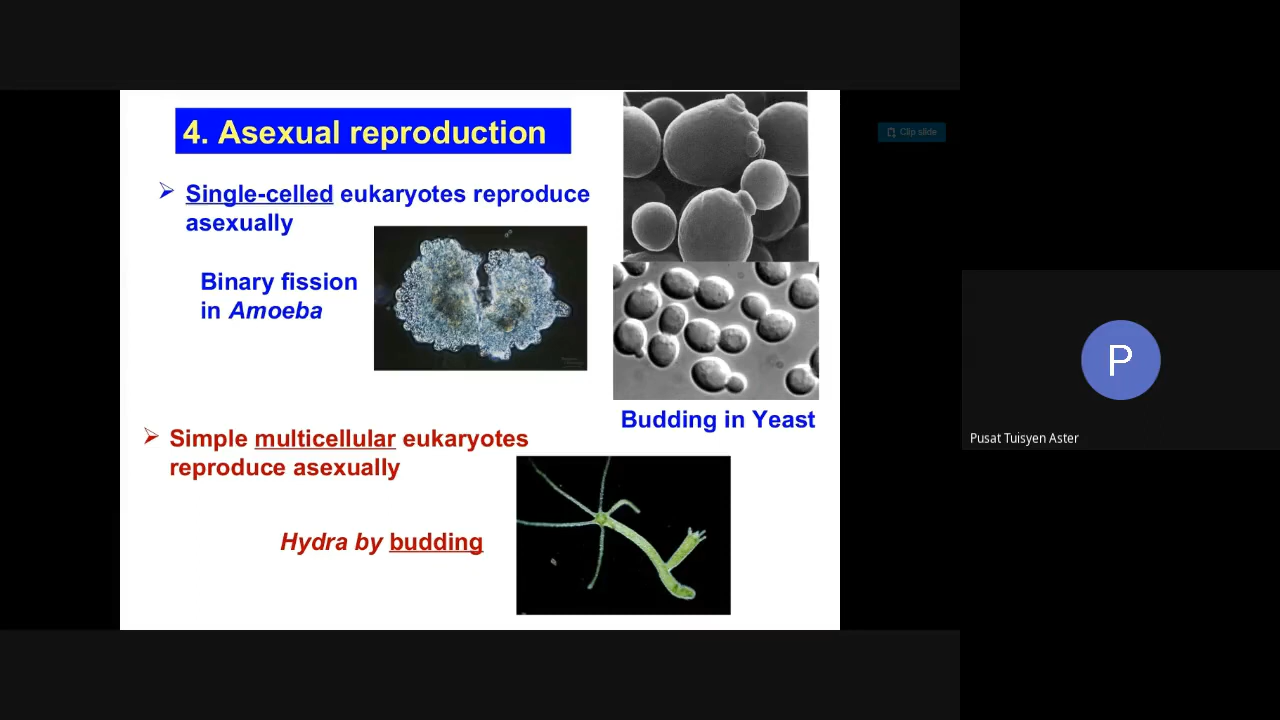 4. Asexual reproduction
Single-celled eukaryotes reproduce
asexually
Binary fission
in Amoeba
Budding in Yeast
Simple multicellular eukaryotes
reproduce asexually
Hydra by budding
Clip slide
P
Pusat Tuisyen Aster